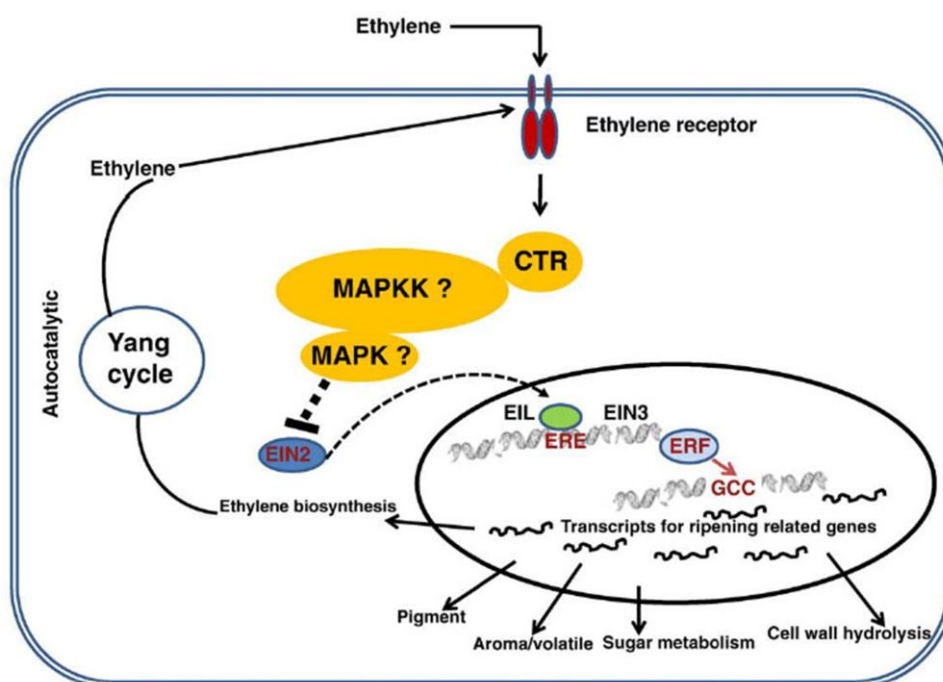 Ethylene
Ethylene receptor
Ethylene
CTR
MAPKK ?
MAPK ?
Autocatalytic
Yang
cycle
EIL
EIN3
ERE
ERF
EIN2
GCC
Ethylene biosynthesis
Transcripts for ripening related genes
Pigment
Aroma/volatile
Sugar metabolism
Cell wall hydrolysis